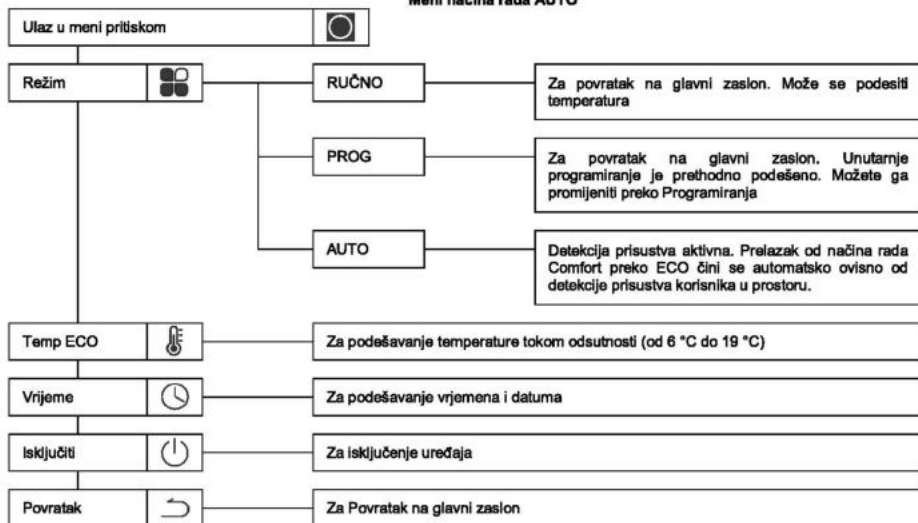 Meni načina rada AUTO
Ulaz u meni pritiskom
Režim
RUČNO
Za povratak na glavni zaslon. Može se podesiti
temperatura
PROG
Za povratak na glavni zaslon. Unutarnje
programiranje je prethodno podešeno. Možete ga
promijeniti preko Programiranja
AUTO
Detekcija prisustva aktivna. Prelazak od načina rada
Comfort preko ECO čini se automatsko ovisno od
detekcije prisustva korisnika u prostoru.
Temp ECO
Za podešavanje temperature tokom odsutnosti (od 6 °C do 19 °C)
Vrijeme
Za podešavanje vrjemena i datuma
Isključiti
Za isključenje uređaja
Povratak
Za Povratak na glavni zaslon